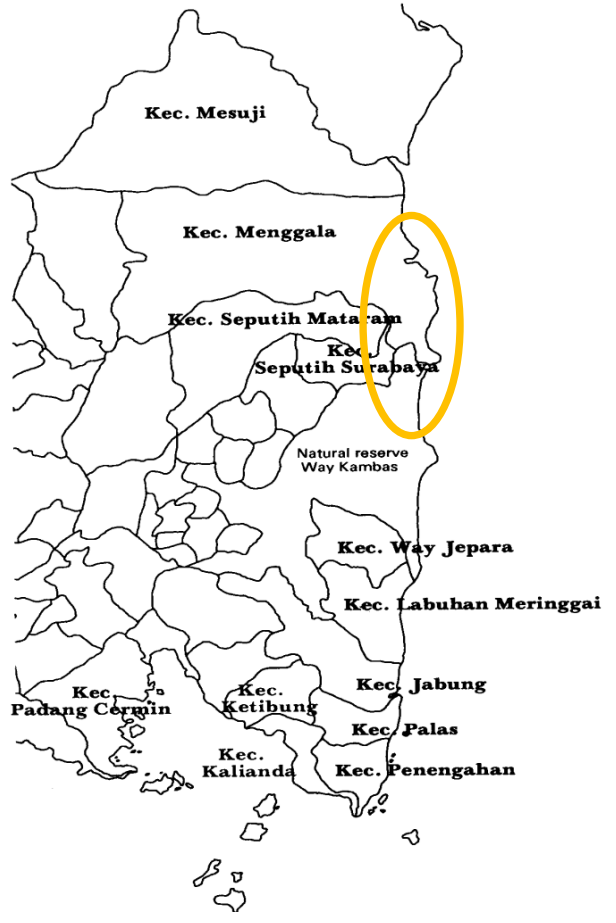 Kec. Mesuji
Kec. Menggala
Kec. Seputih Mataram
Kec.
Seputih Surabaya
Natural reserve
Way Kambas
Kec. Way Jepara
Kec. Labuhan Meringgai
Kec. Jabung
Kec.
Padang Cermin
Kec.
Ketibung
Kec. Palas
Kec.
Kalianda
Kec. Penengahan